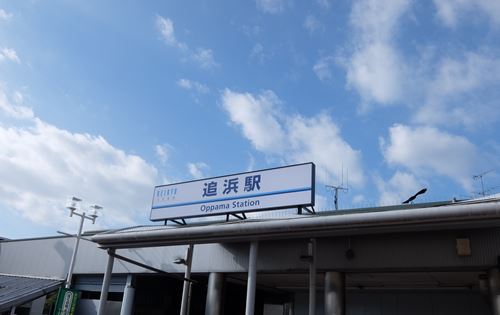 追浜駅
Oppama Station